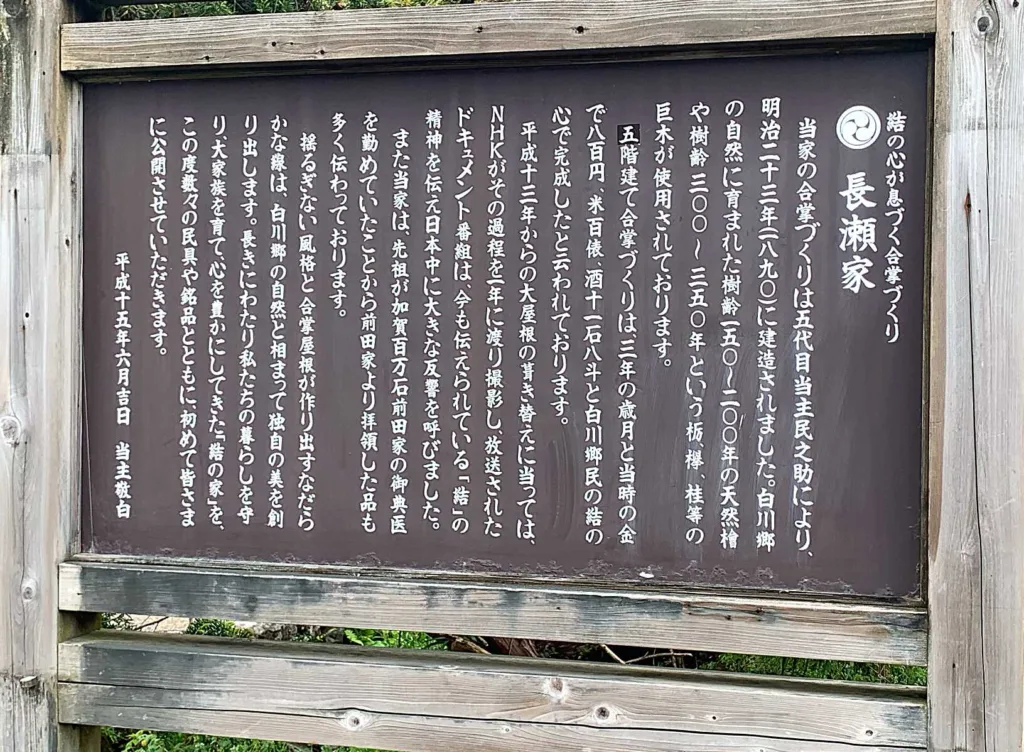 結の心が息づく合掌づくり
長瀬家
当家の合掌づくりは五代目当主民之助により、
明治二十三年(一八九〇)に建造されました。白川郷
の自然に育まれた樹齢一五〇～二〇〇年の天然檜
や樹齢三〇〇～三五〇年という栃、欅、桂等の
巨木が使用されております。
五階建て合掌づくりは、三年の歳月と当時の金
で八百円、米百俵、酒十一石八斗と白川郷民の結の
心で完成したと云われております。
平成十三年からの大屋根の葺き替えに当っては、
NHKがその過程を一年に渡り撮影し、放送された
ドキュメント番組は、今も伝えられている「結」の
精神を伝え日本中に大きな反響を呼びました。
また当家は、先祖が加賀百万石前田家の御典医
を勤めていたことから前田家より拝領した品も
多く伝わっております。
揺るぎない風格と合掌屋根が作り出すなだら
かな線は、白川郷の自然と相まって独自の美を創
り出します。長きにわたり私たちの暮らしを守
り、大家族を育て、心を豊かにしてきた「結の家」を、
この度数々の民具や銘品とともに、初めて皆さま
に公開させていただきます。
平成十五年六月吉日 当主敬白